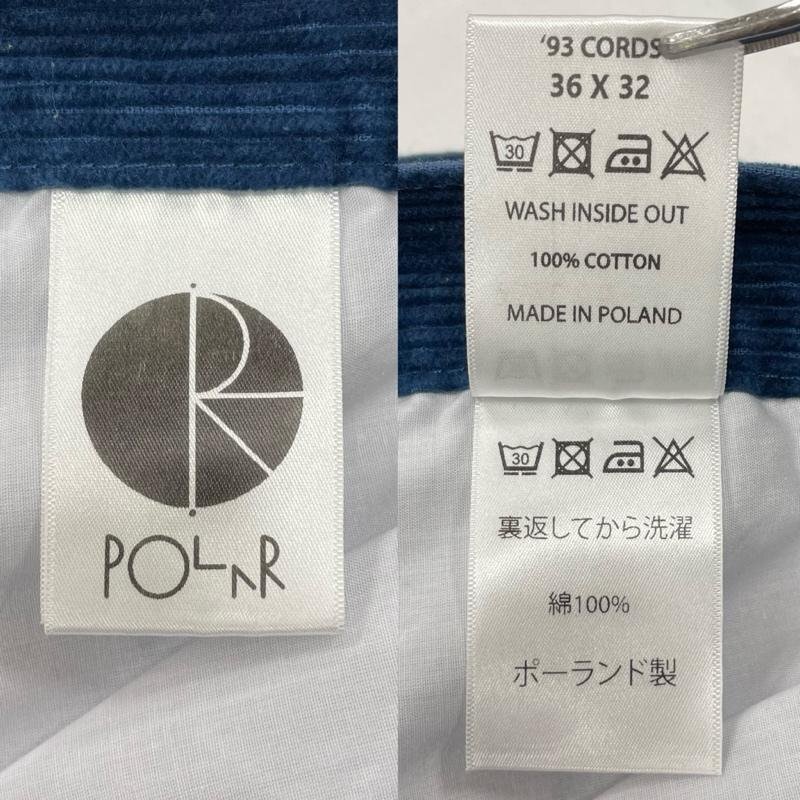 POLAR
'93 CORDS
36 X 32
30
WASH INSIDE OUT
100% COTTON
MADE IN POLAND
30
裏返してから洗濯
綿100%
ポーランド製